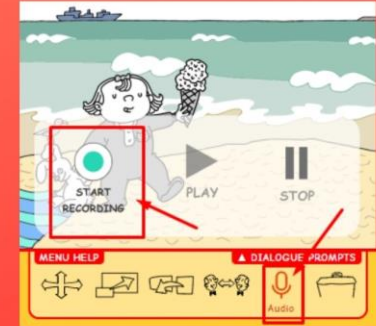 START
RECORDING
PLAY
STOP
MENU HELP
▲ DIALOGUE PROMPTS
Audio